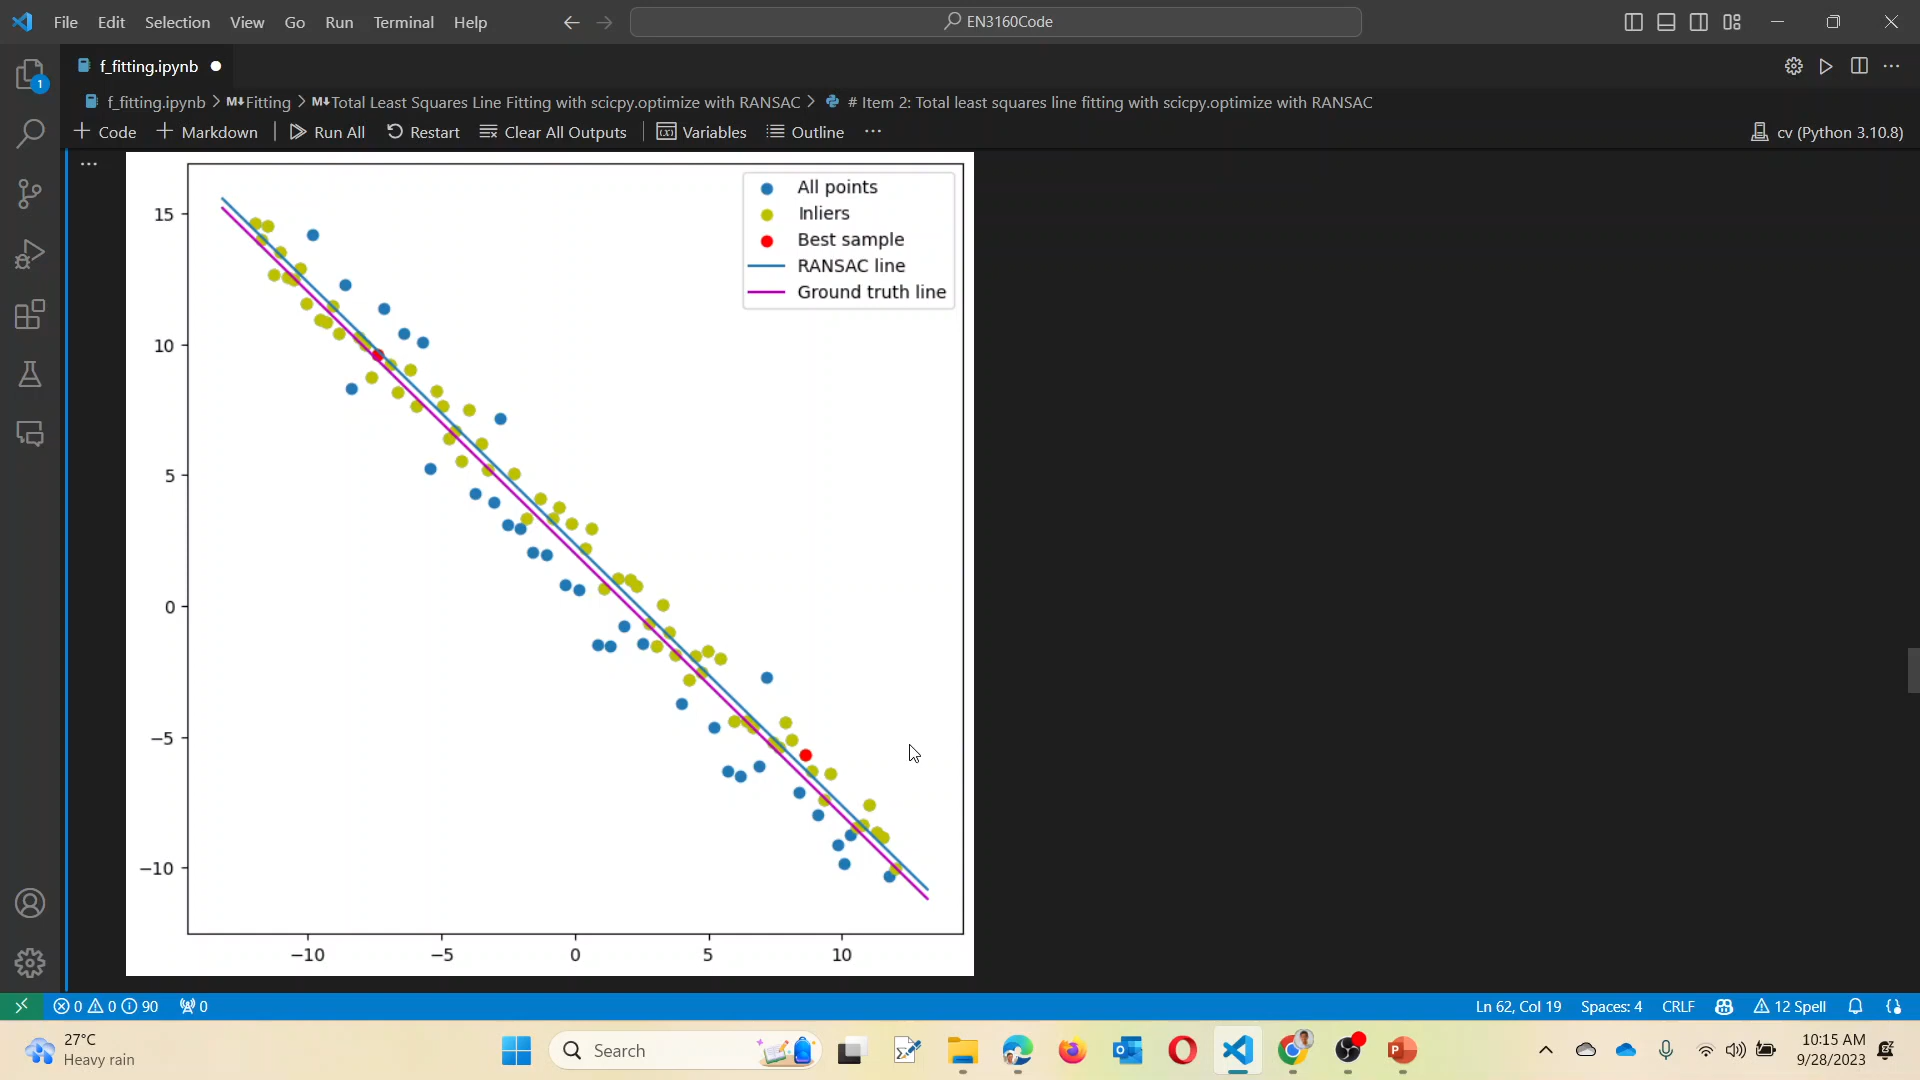 File Edit Selection View Go Run Terminal Help EN3160Code
f_fitting.ipynb
1
f_fitting.ipynb > M↓Fitting > M↓Total Least Squares Line Fitting with scicpy.optimize with RANSAC > # Item 2: Total least squares line fitting with scicpy.optimize with RANSAC
+ Code + Markdown Run All Restart Clear All Outputs Variables Outline ... cv (Python 3.10.8)
...
All points
Inliers
Best sample
RANSAC line
Ground truth line
15
10
5
0
−5
−10
−10 −5 0 5 10
0 0 90 0 Ln 62, Col 19 Spaces: 4 CRLF 12 Spell
27°C
Heavy rain
Search
10:15 AM
9/28/2023